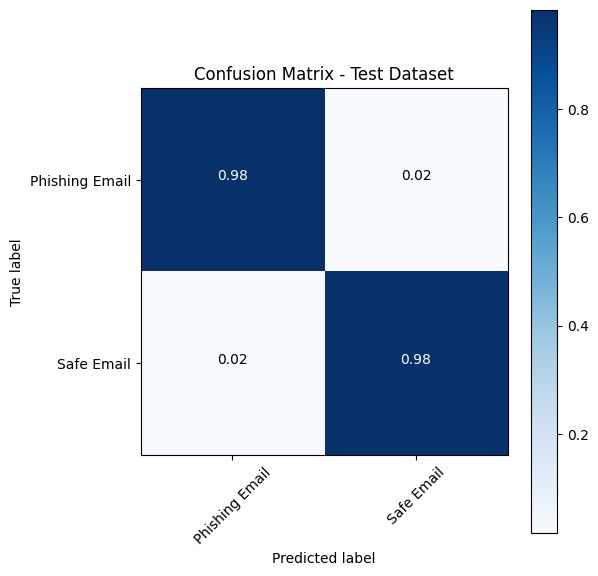 Confusion Matrix - Test Dataset
True label
Phishing Email
0.98
0.02
Safe Email
0.02
0.98
Phishing Email
Safe Email
Predicted label
0.8
0.6
0.4
0.2